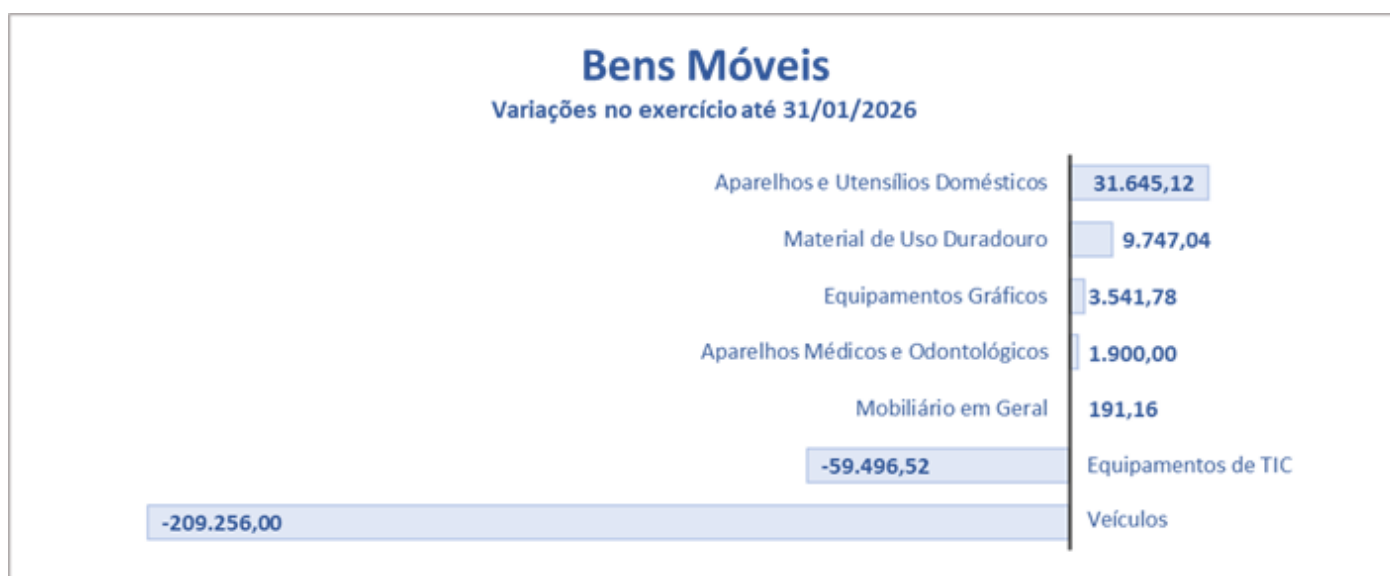 Bens Móveis
Variações no exercício até 31/01/2026
Aparelhos e Utensílios Domésticos 31.645,12
Material de Uso Duradouro 9.747,04
Equipamentos Gráficos 3.541,78
Aparelhos Médicos e Odontológicos 1.900,00
Mobiliário em Geral 191,16
-59.496,52 Equipamentos de TIC
-209.256,00 Veículos